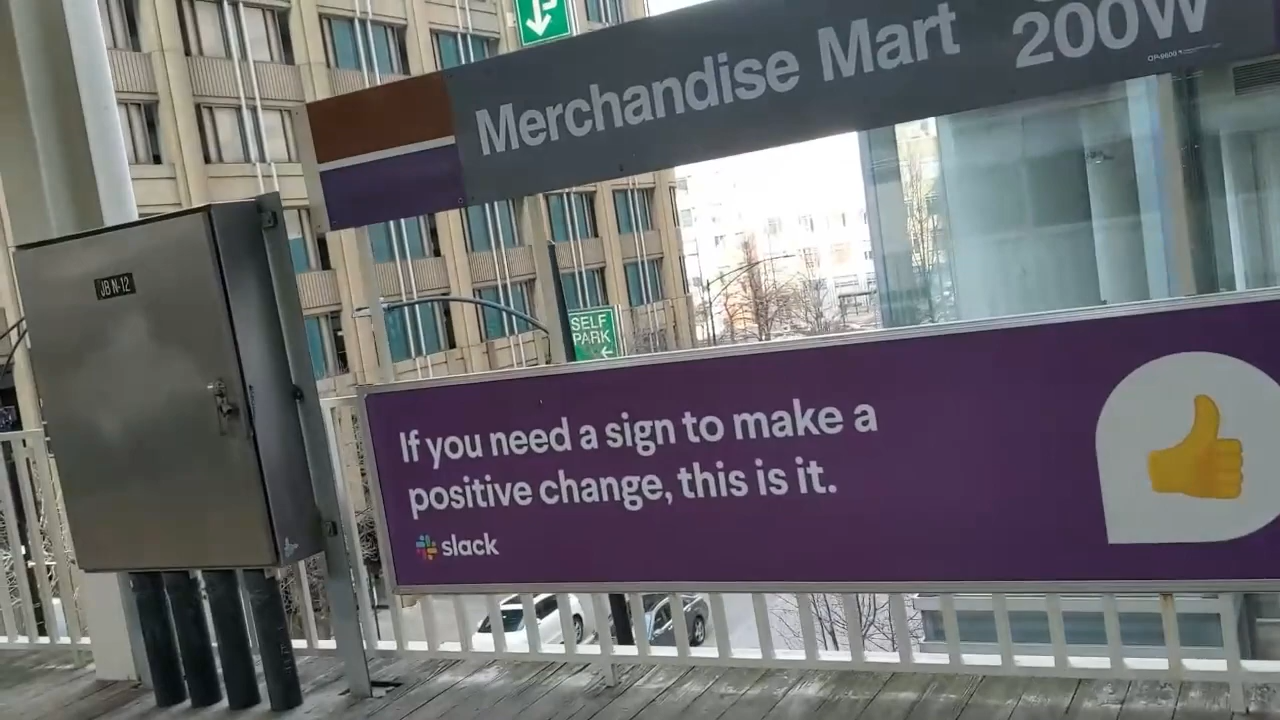 Merchandise Mart
200W
JB N-12
SELF
PARK
If you need a sign to make a
positive change, this is it.
slack